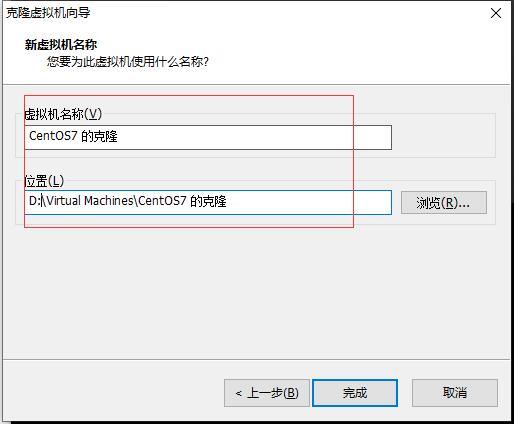 克隆虚拟机向导
新虚拟机名称
您要为此虚拟机使用什么名称?
虚拟机名称(V)
CentOS7 的克隆
位置(L)
D:\Virtual Machines\CentOS7 的克隆
浏览(R)...
< 上一步(B)
完成
取消